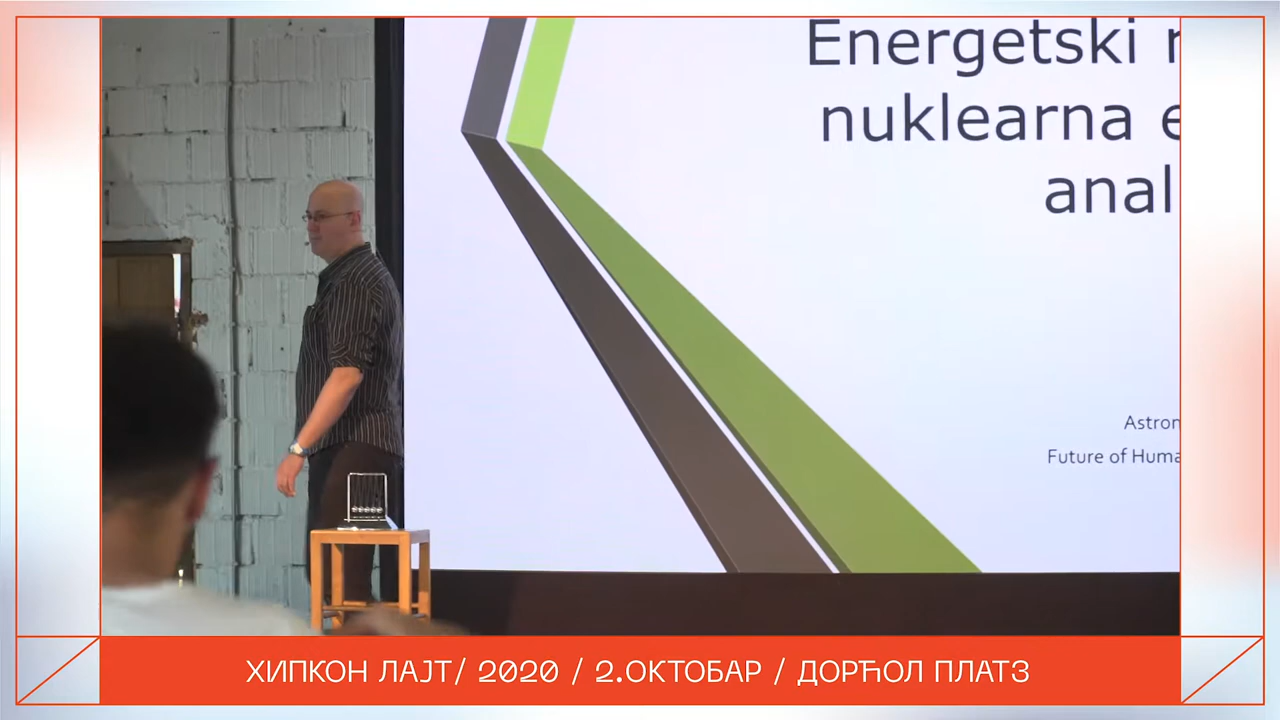 Energetski
nuklearna
anal
Astron
Future of Huma
ХИПКОН ЛАЈТ/ 2020 / 2.ОКТОБАР / ДОРЋОЛ ПЛАТЗ